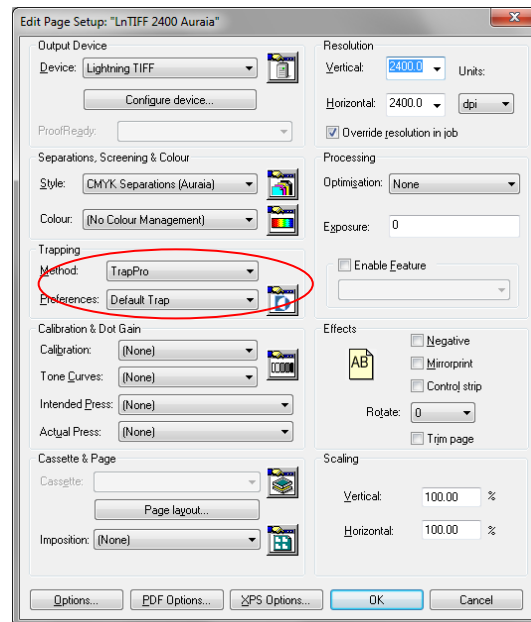 Edit Page Setup: "LnTIFF 2400 Auraia"
Output Device
Device: Lightning TIFF
Configure device...
ProofReady:
Separations, Screening & Colour
Style: CMYK Separations (Auraia)
Colour: (No Colour Management)
Trapping
Method: TrapPro
Preferences: Default Trap
Calibration & Dot Gain
Calibration: (None)
Tone Curves: (None)
Intended Press: (None)
Actual Press: (None)
Cassette & Page
Cassette:
Page layout...
Imposition: (None)
Resolution
Vertical: 2400.0 Units:
Horizontal: 2400.0 dpi
Override resolution in job
Processing
Optimisation: None
Exposure: 0
Enable Feature
Effects
AB
Negative
Mirrorprint
Control strip
Rotate: 0
Trim page
Scaling
Vertical: 100.00 %
Horizontal: 100.00 %
Options... PDF Options... XPS Options... OK Cancel